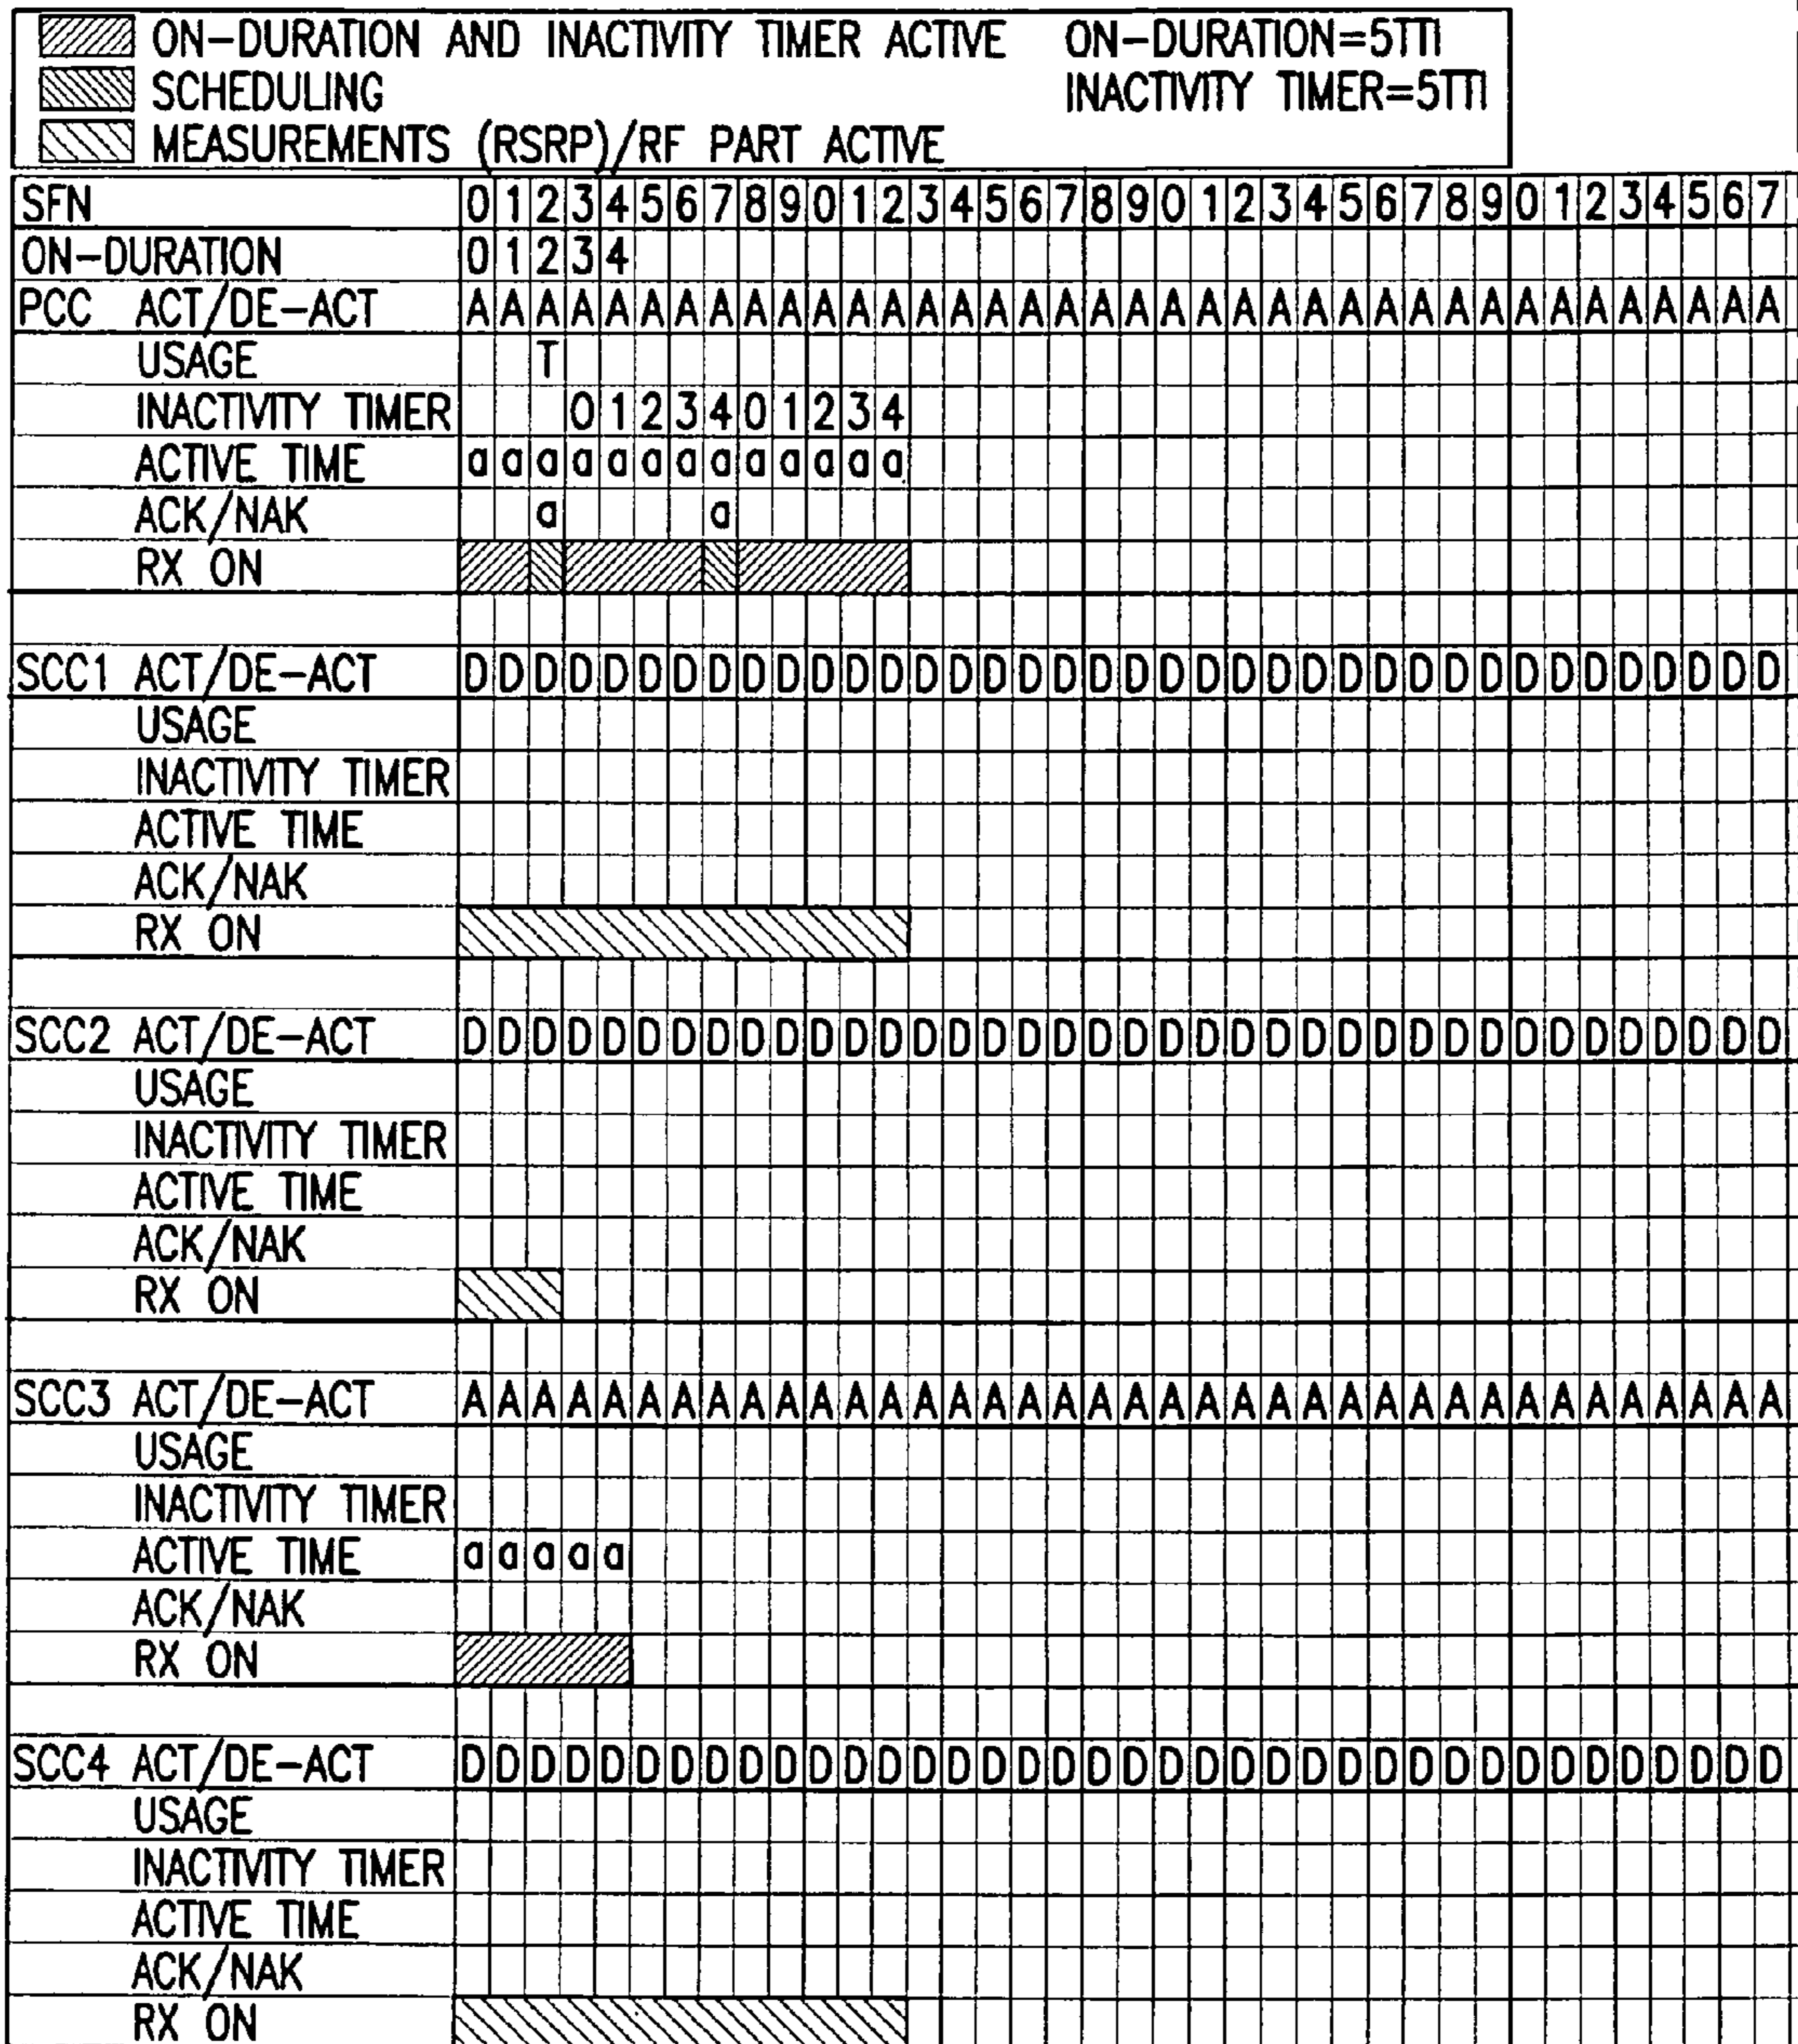 ON-DURATION AND INACTIVITY TIMER ACTIVE ON-DURATION=5TTI
SCHEDULING INACTIVITY TIMER=5TTI
MEASUREMENTS (RSRP)/RF PART ACTIVE
SFN 0 1 2 3 4 5 6 7 8 9 0 1 2 3 4 5 6 7 8 9 0 1 2 3 4 5 6 7 8 9 0 1 2 3 4 5 6 7
ON-DURATION 0 1 2 3 4
PCC ACT/DE-ACT A A A A A A A A A A A A A A A A A A A A A A A A A A A A A A A A A A A A A A
USAGE T
INACTIVITY TIMER 0 1 2 3 4 0 1 2 3 4
ACTIVE TIME a a a a a a a a a a a a a
ACK/NAK a a
RX ON
SCC1 ACT/DE-ACT D D D D D D D D D D D D D D D D D D D D D D D D D D D D D D D D D D D D D D
USAGE
INACTIVITY TIMER
ACTIVE TIME
ACK/NAK
RX ON
SCC2 ACT/DE-ACT D D D D D D D D D D D D D D D D D D D D D D D D D D D D D D D D D D D D D D
USAGE
INACTIVITY TIMER
ACTIVE TIME
ACK/NAK
RX ON
SCC3 ACT/DE-ACT A A A A A A A A A A A A A A A A A A A A A A A A A A A A A A A A A A A A A A
USAGE
INACTIVITY TIMER
ACTIVE TIME a a a a a
ACK/NAK
RX ON
SCC4 ACT/DE-ACT D D D D D D D D D D D D D D D D D D D D D D D D D D D D D D D D D D D D D D
USAGE
INACTIVITY TIMER
ACTIVE TIME
ACK/NAK
RX ON